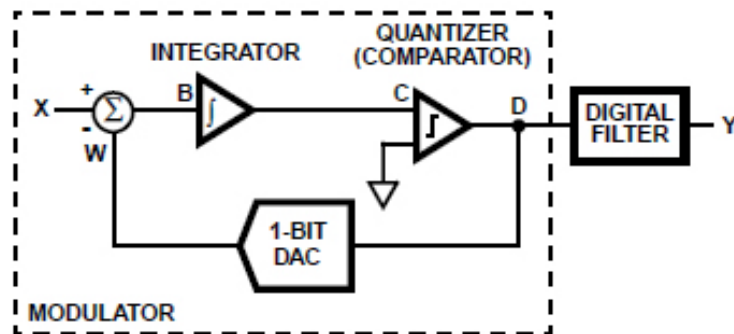 QUANTIZER
(COMPARATOR)
INTEGRATOR
X
+
Σ
-
W
B
∫
C
D
DIGITAL
FILTER
Y
1-BIT
DAC
MODULATOR